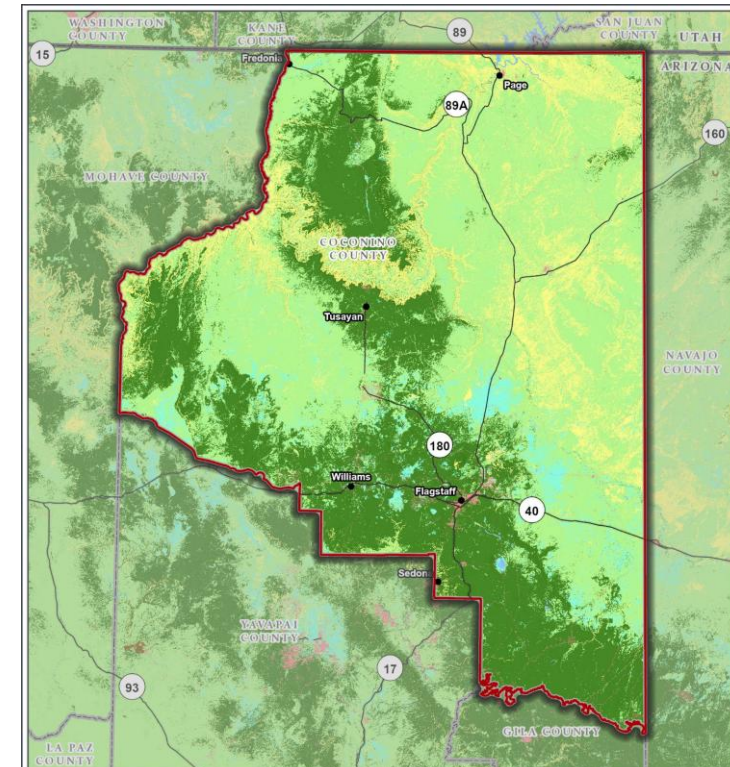 WASHINGTON
COUNTY
KANE
COUNTY
89
SAN JUAN
COUNTY
UTAH
15
Fredonia
ARIZONA
Page
89A
160
MOHAVE COUNTY
COCONINO
COUNTY
Tusayan
NAVAJO
COUNTY
180
Williams
Flagstaff
40
Sedona
YAVAPAI
COUNTY
17
93
GILA COUNTY
LA PAZ
COUNTY